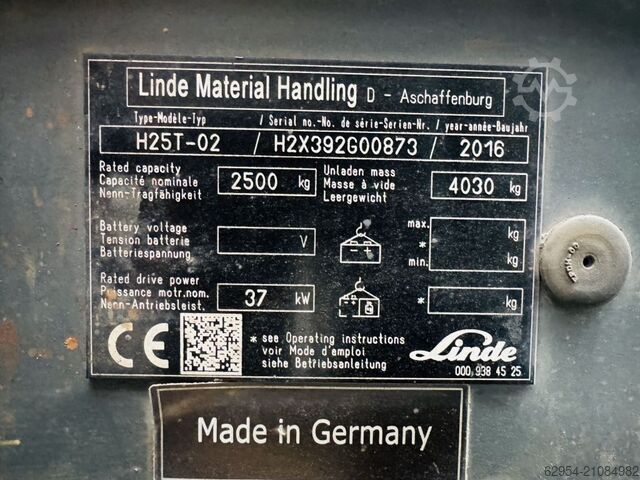 Linde Material Handling D - Aschaffenburg
Type-Modèle-Typ / Serial no.-No. de série-Serien-Nr. / year-année-Baujahr
H25T-02 / H2X392G00873 / 2016
Rated capacity
Capacité nominale
Nenn-Tragfähigkeit
2500 kg
Unladen mass
Masse à vide
Leergewicht
4030 kg
Battery voltage
Tension batterie
Batteriespannung
V
max.
*
min.
kg
kg
Rated drive power
Puissance motr.nom.
Nenn-Antriebsleist.
37 kW
* kg
CE
* see Operating instructions
voir Mode d'emploi
siehe Betriebsanleitung
Linde
000 938 45 25
Made in Germany
62954-21084982